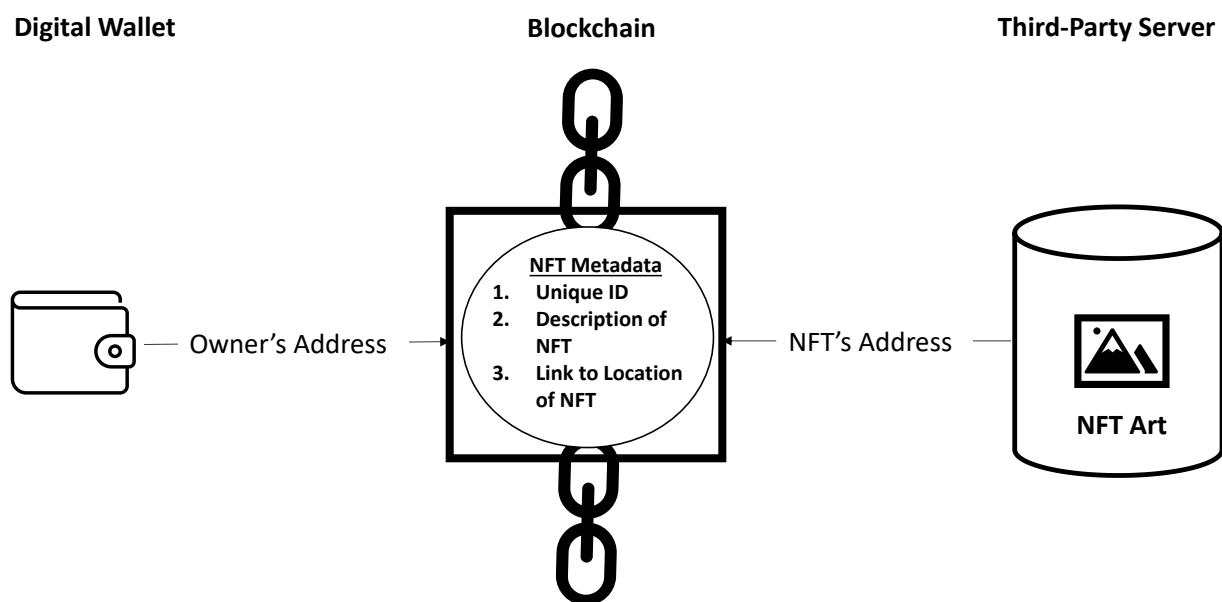 Digital Wallet
Blockchain
Third-Party Server
NFT Metadata
1. Unique ID
2. Description of
NFT
3. Link to Location
of NFT
Owner's Address
NFT's Address
NFT Art